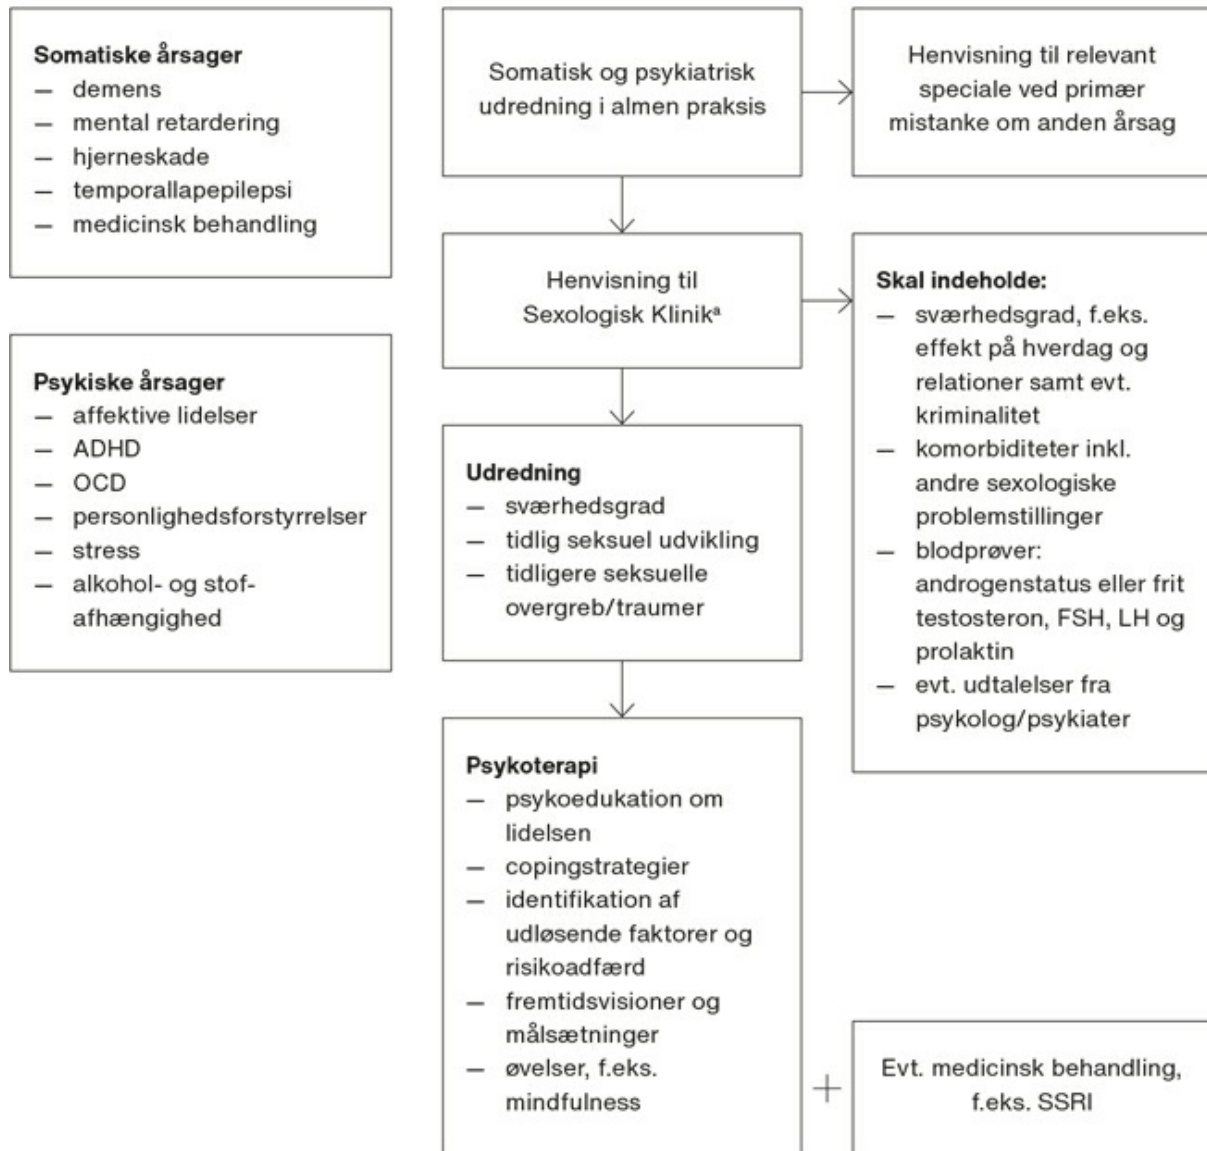 Somatiske årsager
— demens
— mental retardering
— hjerneskade
— temporallapepilepsi
— medicinsk behandling
Psykiske årsager
— affektive lidelser
— ADHD
— OCD
— personlighedsforstyrrelser
— stress
— alkohol- og stof-
afhængighed
Somatisk og psykiatrisk
udredning i almen praksis
Henvisning til relevant
speciale ved primær
mistanke om anden årsag
Henvisning til
Sexologisk Klinikᵃ
Skal indeholde:
— sværhedsgrad, f.eks.
effekt på hverdag og
relationer samt evt.
kriminalitet
— komorbiditeter inkl.
andre sexologiske
problemstillinger
— blodprøver:
androgenstatus eller frit
testosteron, FSH, LH og
prolaktin
— evt. udtalelser fra
psykolog/psykiater
Udredning
— sværhedsgrad
— tidlig seksuel udvikling
— tidligere seksuelle
overgreb/traumer
Psykoterapi
— psykoedukation om
lidelsen
— copingstrategier
— identifikation af
udløsende faktorer og
risikoadfærd
— fremtidsvisioner og
målsætninger
— øvelser, f.eks.
mindfulness
+
Evt. medicinsk behandling,
f.eks. SSRI